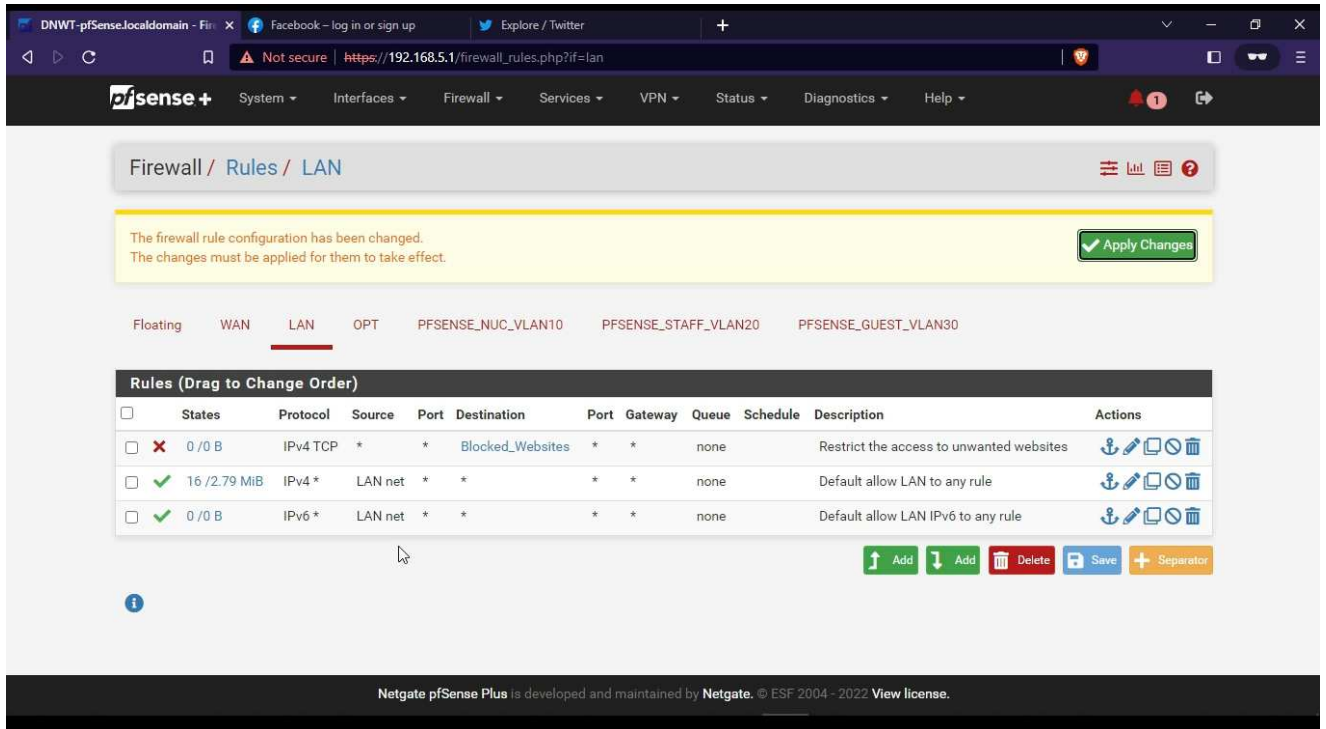 DNWT-pfSense.localdomain - Fir
Facebook – log in or sign up
Explore / Twitter
Not secure | https://192.168.5.1/firewall_rules.php?if=lan
pfsense +
System
Interfaces
Firewall
Services
VPN
Status
Diagnostics
Help
1
Firewall / Rules / LAN
The firewall rule configuration has been changed.
The changes must be applied for them to take effect.
Apply Changes
Floating WAN LAN OPT PFSENSE_NUC_VLAN10 PFSENSE_STAFF_VLAN20 PFSENSE_GUEST_VLAN30
Rules (Drag to Change Order)
States Protocol Source Port Destination Port Gateway Queue Schedule Description Actions
0 /0 B IPv4 TCP * * Blocked_Websites * * none Restrict the access to unwanted websites
16 /2.79 MiB IPv4 * LAN net * * * * none Default allow LAN to any rule
0 /0 B IPv6 * LAN net * * * * none Default allow LAN IPv6 to any rule
Add Add Delete Save Separator
Netgate pfSense Plus is developed and maintained by Netgate. © ESF 2004 - 2022 View license.